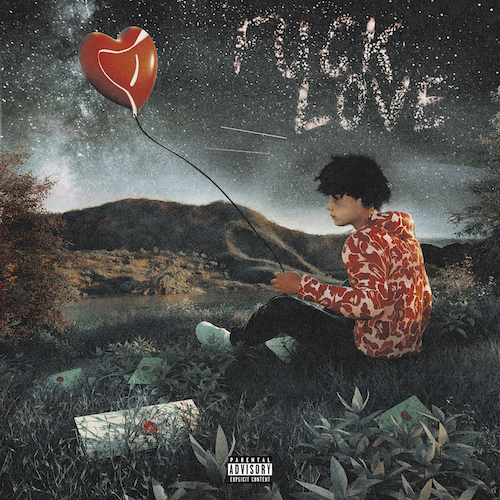 FUCK
LOVE
PARENTAL
ADVISORY
EXPLICIT CONTENT